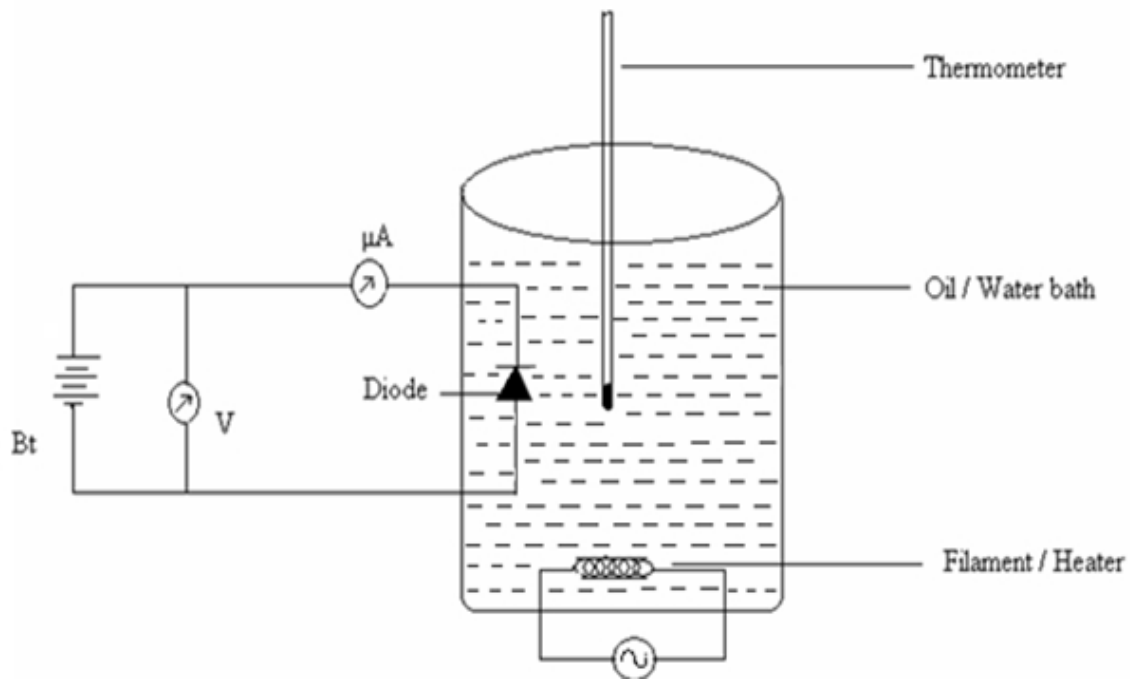 Thermometer
µA
Oil / Water bath
Diode
V
Bt
Filament / Heater